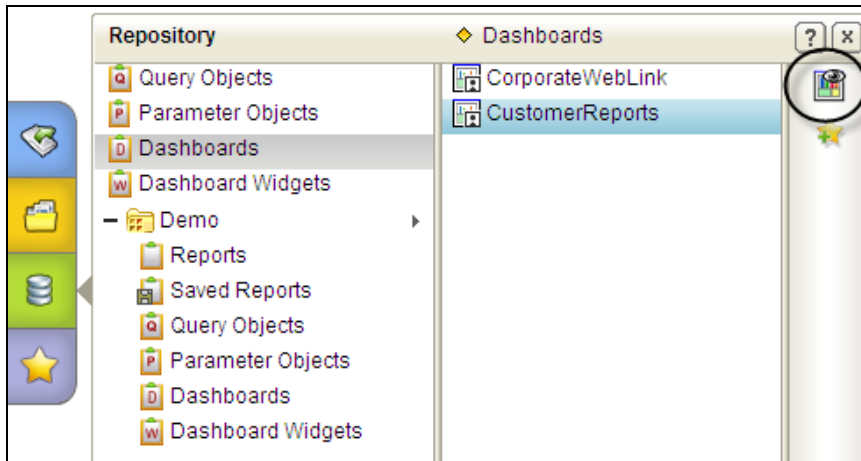 Repository
Dashboards
?
x
Query Objects
Parameter Objects
Dashboards
Dashboard Widgets
Demo
Reports
Saved Reports
Query Objects
Parameter Objects
Dashboards
Dashboard Widgets
CorporateWebLink
CustomerReports
Q
P
D
W
Q
P
D
W